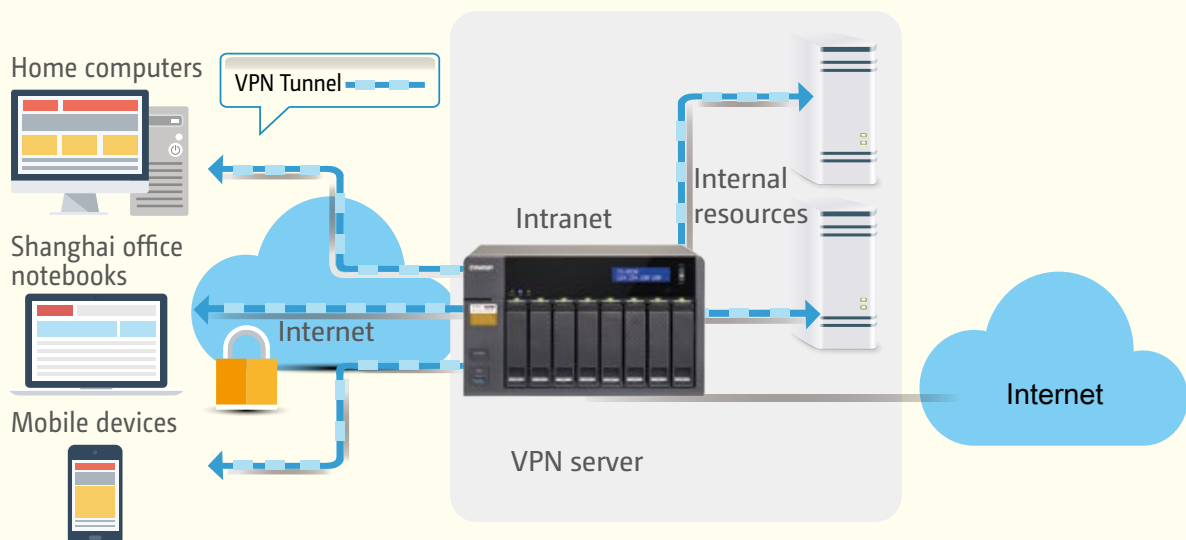 Home computers
VPN Tunnel
Shanghai office
notebooks
Internet
Mobile devices
Intranet
Internal
resources
VPN server
Internet